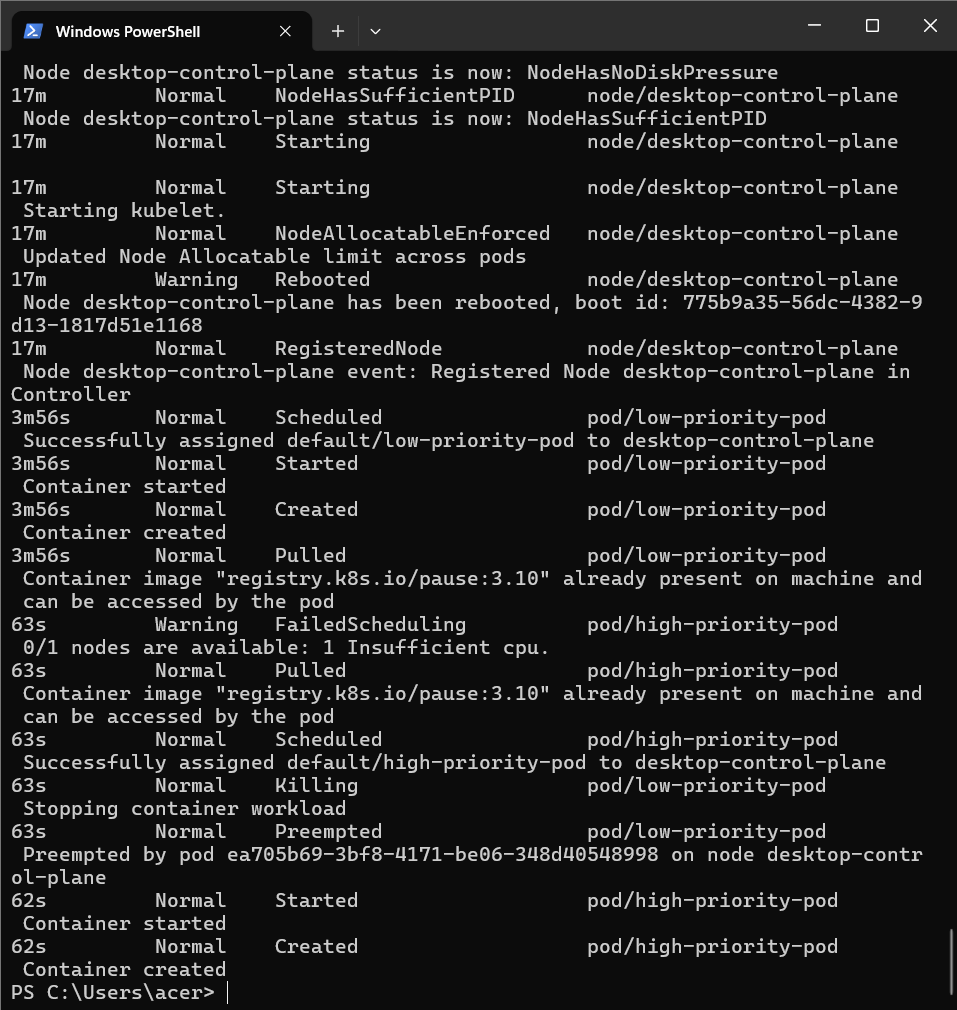 Windows PowerShell
Node desktop-control-plane status is now: NodeHasNoDiskPressure
17m         Normal    NodeHasSufficientPID      node/desktop-control-plane
 Node desktop-control-plane status is now: NodeHasSufficientPID
17m         Normal    Starting                  node/desktop-control-plane
17m         Normal    Starting                  node/desktop-control-plane
 Starting kubelet.
17m         Normal    NodeAllocatableEnforced   node/desktop-control-plane
 Updated Node Allocatable limit across pods
17m         Warning   Rebooted                  node/desktop-control-plane
 Node desktop-control-plane has been rebooted, boot id: 775b9a35-56dc-4382-9
d13-1817d51e1168
17m         Normal    RegisteredNode            node/desktop-control-plane
 Node desktop-control-plane event: Registered Node desktop-control-plane in
Controller
3m56s       Normal    Scheduled                 pod/low-priority-pod
 Successfully assigned default/low-priority-pod to desktop-control-plane
3m56s       Normal    Started                   pod/low-priority-pod
 Container started
3m56s       Normal    Created                   pod/low-priority-pod
 Container created
3m56s       Normal    Pulled                    pod/low-priority-pod
 Container image "registry.k8s.io/pause:3.10" already present on machine and
 can be accessed by the pod
63s         Warning   FailedScheduling          pod/high-priority-pod
 0/1 nodes are available: 1 Insufficient cpu.
63s         Normal    Pulled                    pod/high-priority-pod
 Container image "registry.k8s.io/pause:3.10" already present on machine and
 can be accessed by the pod
63s         Normal    Scheduled                 pod/high-priority-pod
 Successfully assigned default/high-priority-pod to desktop-control-plane
63s         Normal    Killing                   pod/low-priority-pod
 Stopping container workload
63s         Normal    Preempted                 pod/low-priority-pod
 Preempted by pod ea705b69-3bf8-4171-be06-348d40548998 on node desktop-contr
ol-plane
62s         Normal    Started                   pod/high-priority-pod
 Container started
62s         Normal    Created                   pod/high-priority-pod
 Container created
PS C:\Users\acer>